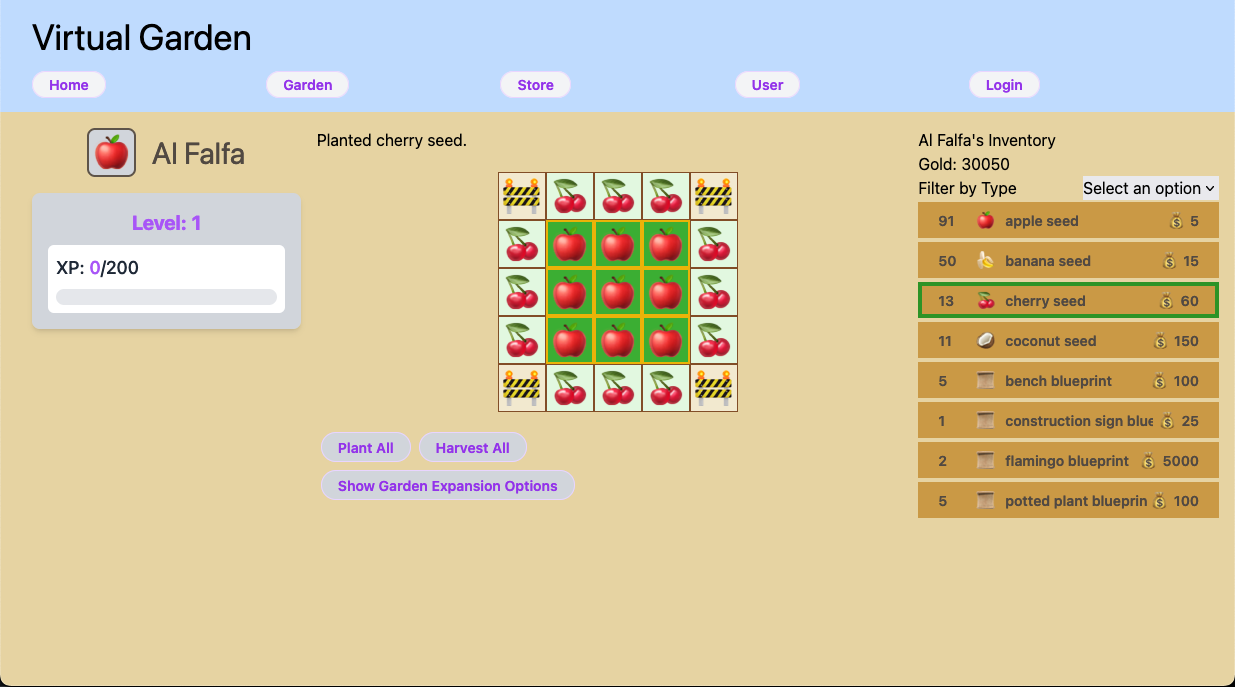 Virtual Garden
Home Garden Store User Login
Al Falfa
Level: 1
XP: 0/200
Planted cherry seed.
Plant All Harvest All
Show Garden Expansion Options
Al Falfa's Inventory
Gold: 30050
Filter by Type Select an option
91 apple seed 5
50 banana seed 15
13 cherry seed 60
11 coconut seed 150
5 bench blueprint 100
1 construction sign blue 25
2 flamingo blueprint 5000
5 potted plant blueprin 100